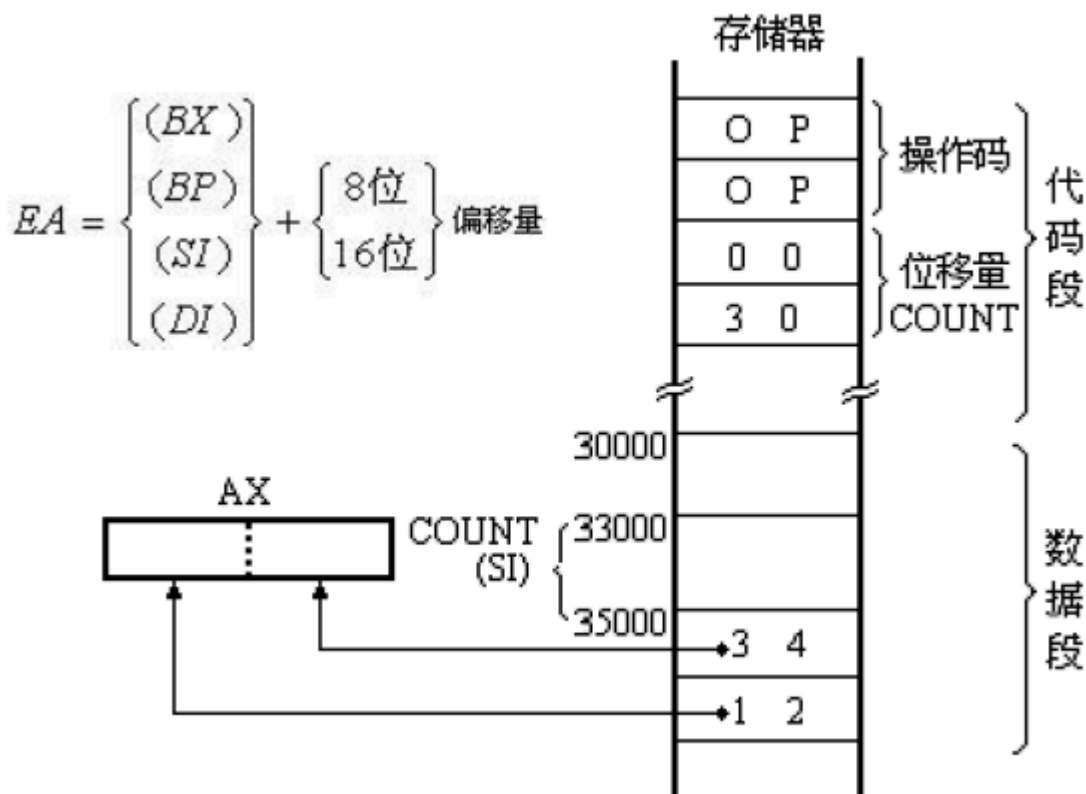 存储器
EA = { (BX) (BP) (SI) (DI) } + { 8位 16位 } 偏移量
O P
O P
操作码
0 0
3 0
位移量
COUNT
代码段
30000
AX
COUNT
(SI)
33000
35000
3 4
1 2
数据段